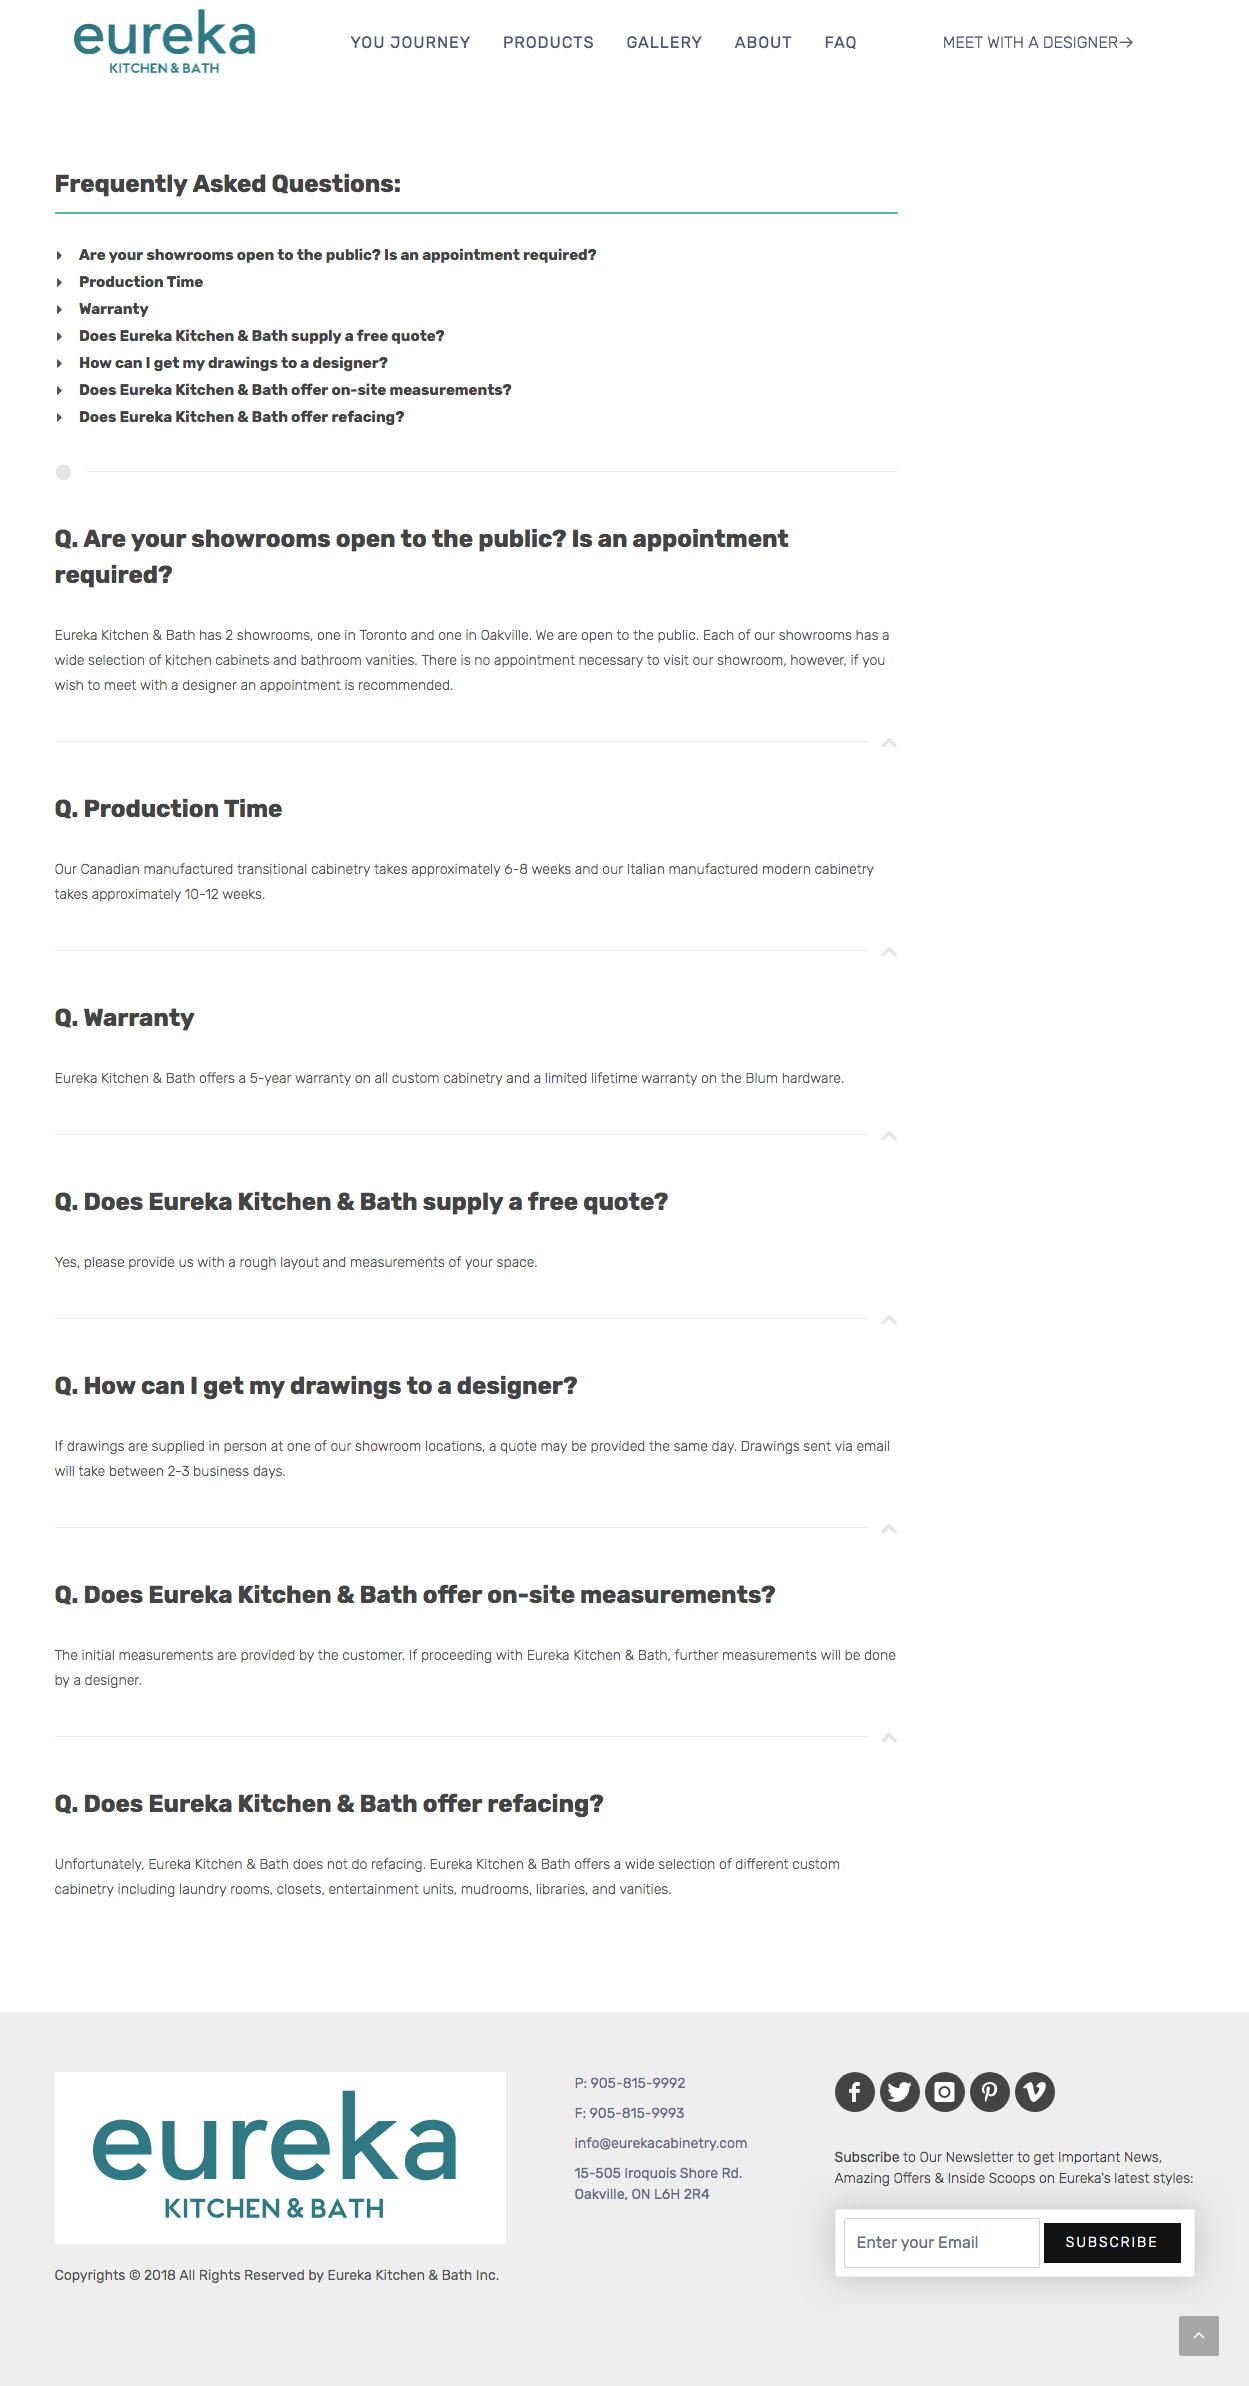 eureka
KITCHEN & BATH
YOU JOURNEY PRODUCTS GALLERY ABOUT FAQ MEET WITH A DESIGNER→
Frequently Asked Questions:
Are your showrooms open to the public? Is an appointment required?
Production Time
Warranty
Does Eureka Kitchen & Bath supply a free quote?
How can I get my drawings to a designer?
Does Eureka Kitchen & Bath offer on-site measurements?
Does Eureka Kitchen & Bath offer refacing?
Q. Are your showrooms open to the public? Is an appointment
required?
Eureka Kitchen & Bath has 2 showrooms, one in Toronto and one in Oakville. We are open to the public. Each of our showrooms has a
wide selection of kitchen cabinets and bathroom vanities. There is no appointment necessary to visit our showroom, however, if you
wish to meet with a designer an appointment is recommended.
Q. Production Time
Our Canadian manufactured transitional cabinetry takes approximately 6-8 weeks and our Italian manufactured modern cabinetry
takes approximately 10-12 weeks.
Q. Warranty
Eureka Kitchen & Bath offers a 5-year warranty on all custom cabinetry and a limited lifetime warranty on the Blum hardware.
Q. Does Eureka Kitchen & Bath supply a free quote?
Yes, please provide us with a rough layout and measurements of your space.
Q. How can I get my drawings to a designer?
If drawings are supplied in person at one of our showroom locations, a quote may be provided the same day. Drawings sent via email
will take between 2-3 business days.
Q. Does Eureka Kitchen & Bath offer on-site measurements?
The initial measurements are provided by the customer. If proceeding with Eureka Kitchen & Bath, further measurements will be done
by a designer.
Q. Does Eureka Kitchen & Bath offer refacing?
Unfortunately, Eureka Kitchen & Bath does not do refacing. Eureka Kitchen & Bath offers a wide selection of different custom
cabinetry including laundry rooms, closets, entertainment units, mudrooms, libraries, and vanities.
eureka
KITCHEN & BATH
Copyrights © 2018 All Rights Reserved by Eureka Kitchen & Bath Inc.
P: 905-815-9992
F: 905-815-9993
info@eurekacabinetry.com
15-505 Iroquois Shore Rd.
Oakville, ON L6H 2R4
Subscribe to Our Newsletter to get Important News,
Amazing Offers & Inside Scoops on Eureka's latest styles:
Enter your Email SUBSCRIBE